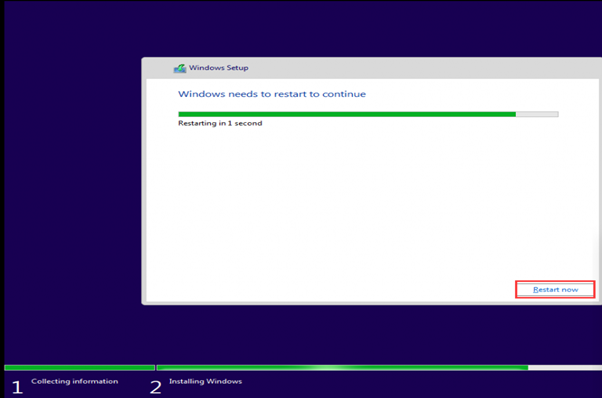 Windows Setup
Windows needs to restart to continue
Restarting in 1 second
Restart now
1 Collecting information
2 Installing Windows